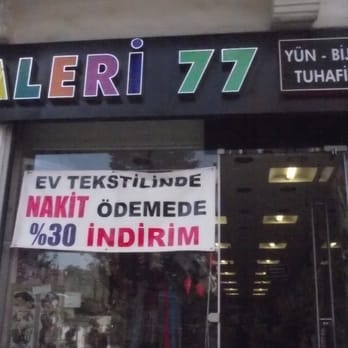 ALERİ 77
YÜN - BİJ
TUHAFİ
EV TEKSTİLİNDE
NAKİT ÖDEMEDE
%30 İNDİRİM